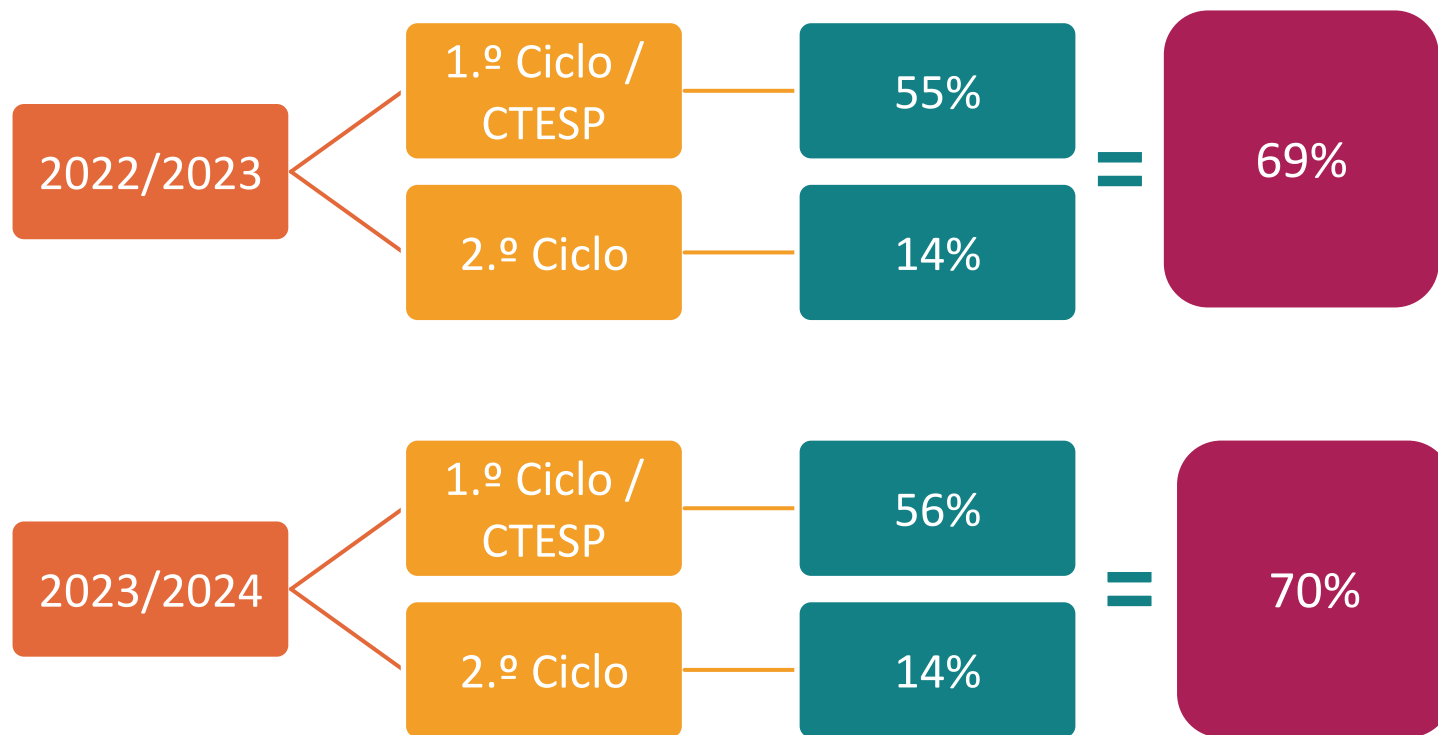 2022/2023
1.º Ciclo /
CTESP
55%
2.º Ciclo
14%
=
69%
2023/2024
1.º Ciclo /
CTESP
56%
2.º Ciclo
14%
=
70%